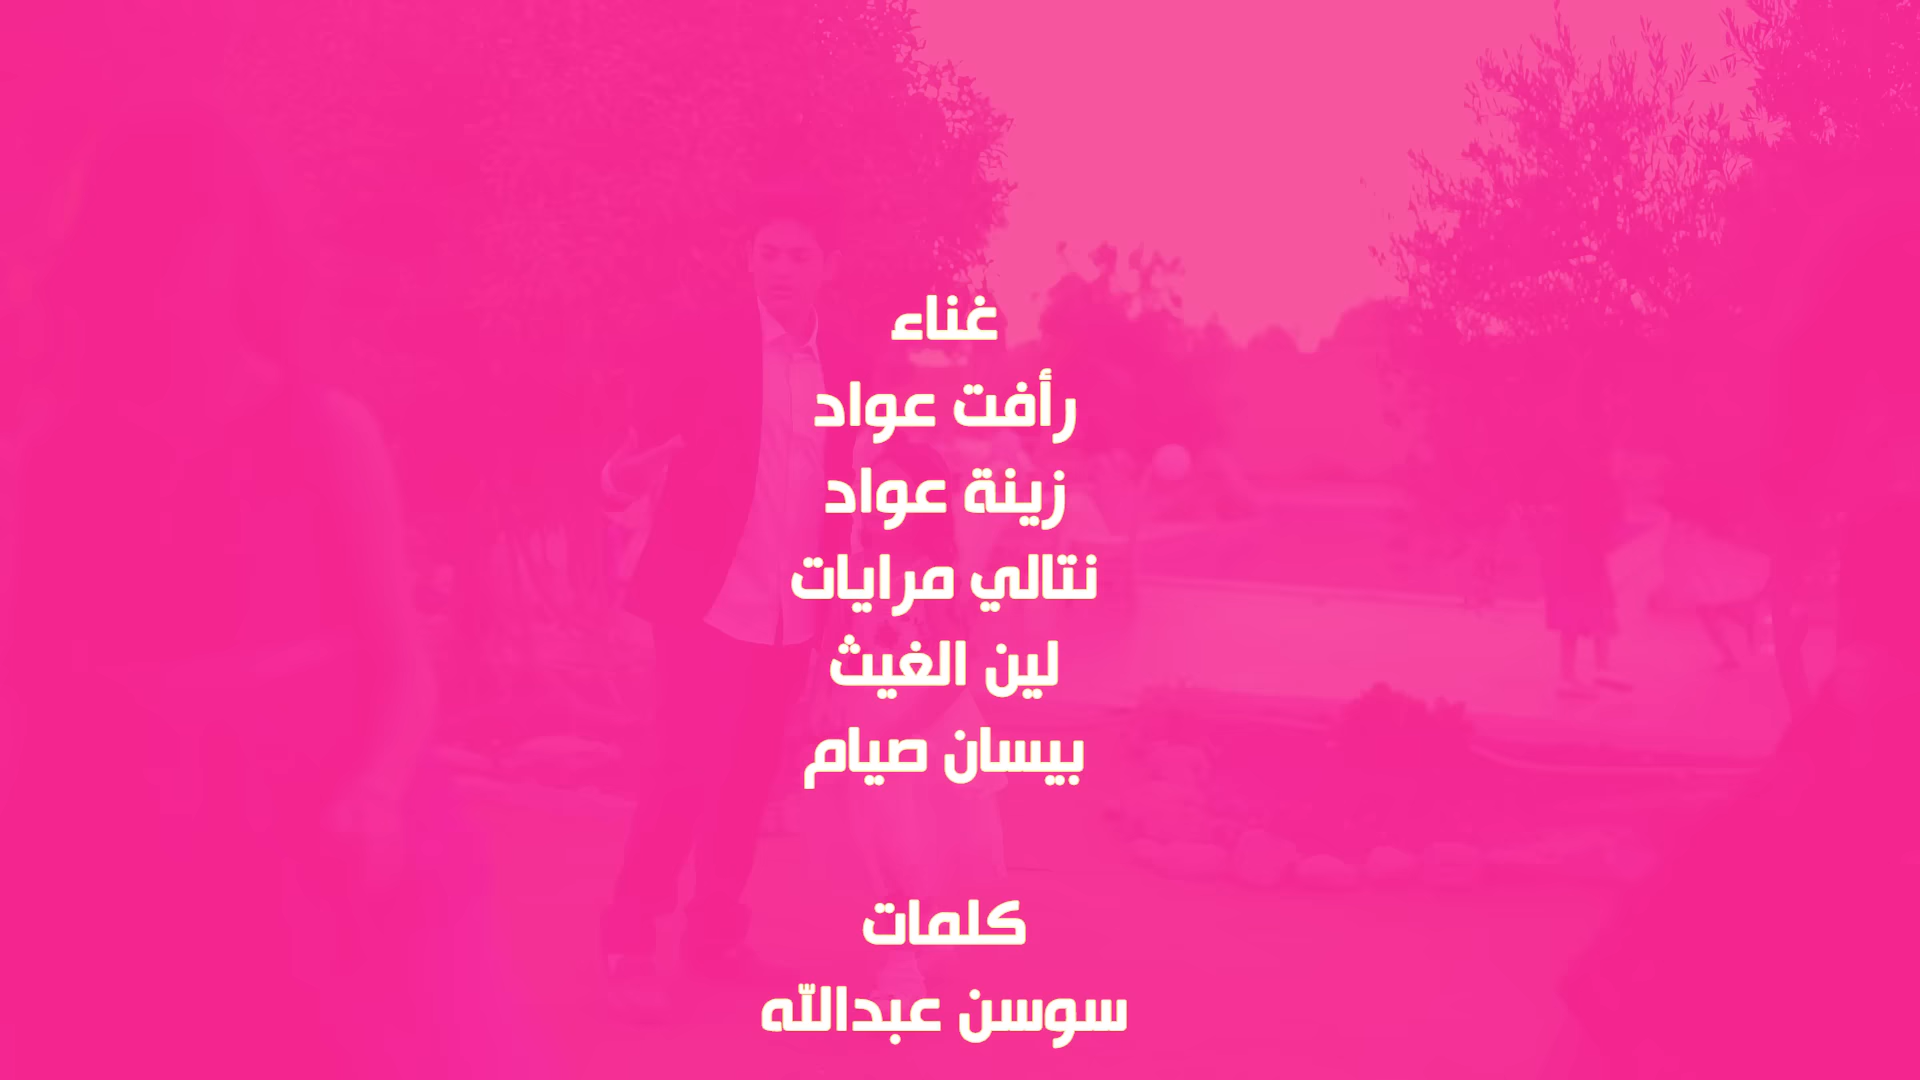 غناء
رأفت عواد
زينة عواد
نتالي مرايات
لين الغيث
بيسان صيام
كلمات
سوسن عبدالله